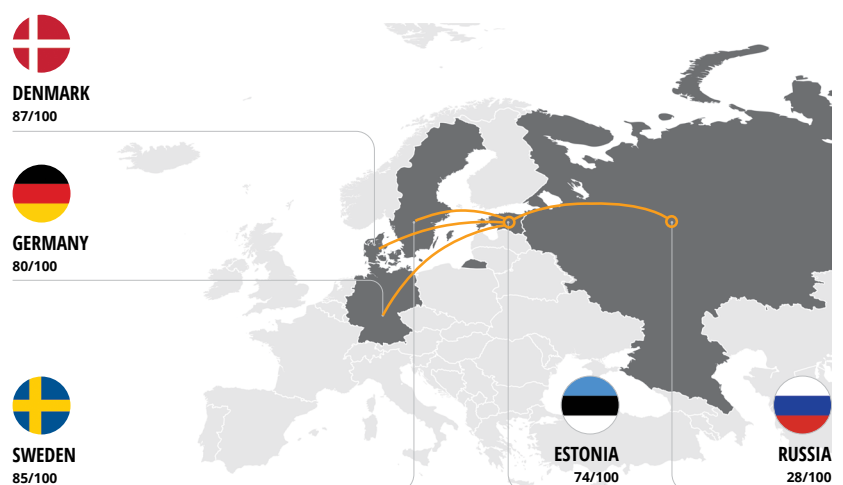 DENMARK
87/100
GERMANY
80/100
SWEDEN
85/100
ESTONIA
74/100
RUSSIA
28/100